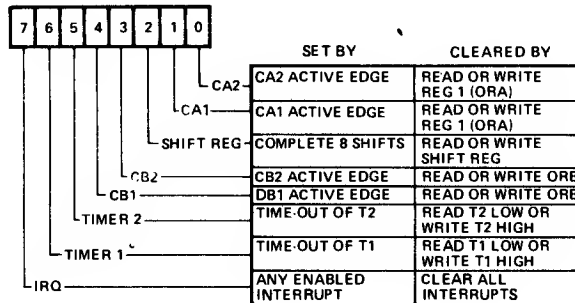 7 6 5 4 3 2 1 0
SET BY CLEARED BY
CA2 CA2 ACTIVE EDGE READ OR WRITE
REG 1 (ORA)
CA1 CA1 ACTIVE EDGE READ OR WRITE
REG 1 (ORA)
SHIFT REG COMPLETE 8 SHIFTS READ OR WRITE
SHIFT REG
CB2 CB2 ACTIVE EDGE READ OR WRITE ORE
CB1 DB1 ACTIVE EDGE READ OR WRITE ORE
TIMER 2 TIME-OUT OF T2 READ T2 LOW OR
WRITE T2 HIGH
TIMER 1 TIME-OUT OF T1 READ T1 LOW OR
WRITE T1 HIGH
IRQ ANY ENABLED CLEAR ALL
INTERRUPT INTERRUPTS